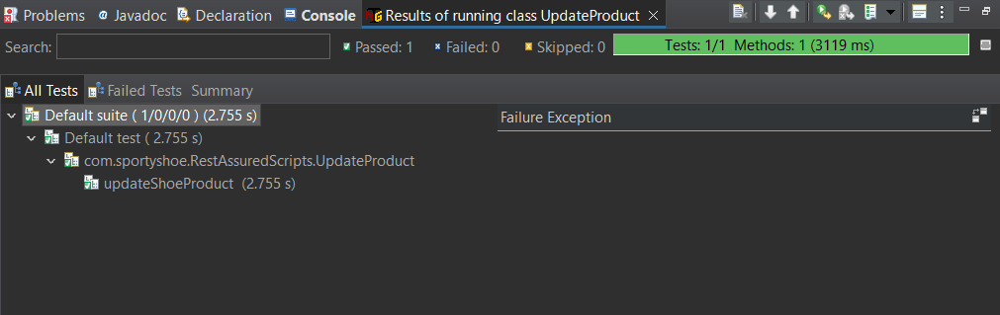 Problems @ Javadoc Declaration Console Results of running class UpdateProduct
Search: Passed: 1 Failed: 0 Skipped: 0 Tests: 1/1 Methods: 1 (3119 ms)
All Tests Failed Tests Summary
Default suite ( 1/0/0/0 ) (2.755 s) Failure Exception
Default test ( 2.755 s)
com.sportyshoe.RestAssuredScripts.UpdateProduct
updateShoeProduct (2.755 s)